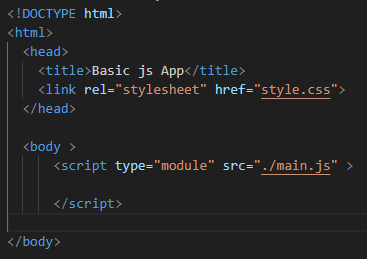 <!DOCTYPE html>
<html>
<head>
<title>Basic js App</title>
<link rel="stylesheet" href="style.css">
</head>
<body >
<script type="module" src="./main.js" >
</script>
</body>